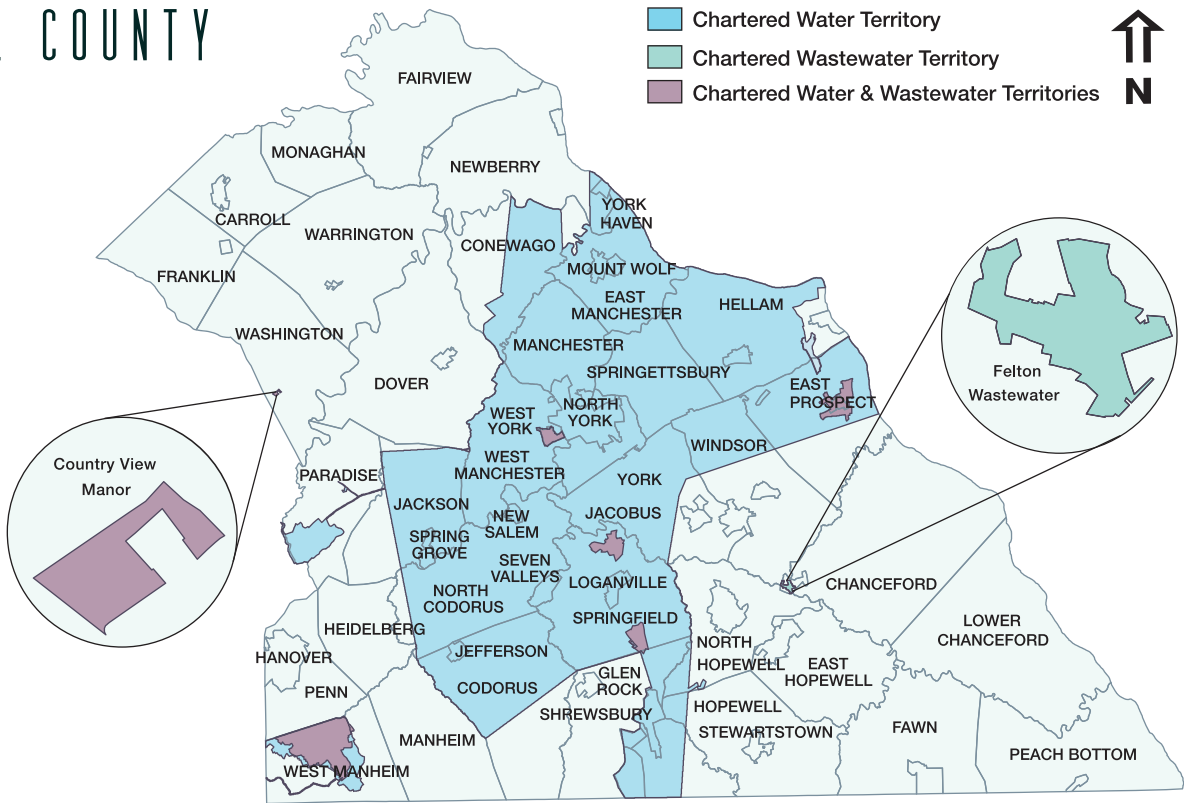 COUNTY
Chartered Water Territory
Chartered Wastewater Territory
Chartered Water & Wastewater Territories
N
FAIRVIEW
MONAGHAN
NEWBERRY
CARROLL
WARRINGTON
YORK
HAVEN
CONEWAGO
FRANKLIN
MOUNT WOLF
EAST
MANCHESTER
HELLAM
WASHINGTON
MANCHESTER
SPRINGETTSBURY
DOVER
EAST
PROSPECT
Felton
Wastewater
WEST
YORK
NORTH
YORK
WINDSOR
WEST
MANCHESTER
Country View
Manor
PARADISE
YORK
JACKSON
NEW
SALEM
JACOBUS
SPRING
GROVE
SEVEN
VALLEYS
LOGANVILLE
CHANCEFORD
NORTH
CODORUS
SPRINGFIELD
HEIDELBERG
LOWER
CHANCEFORD
JEFFERSON
NORTH
HOPEWELL
EAST
HOPEWELL
HANOVER
PENN
CODORUS
GLEN
ROCK
SHREWSBURY
HOPEWELL
STEWARTSTOWN
FAWN
MANHEIM
PEACH BOTTOM
WEST MANHEIM